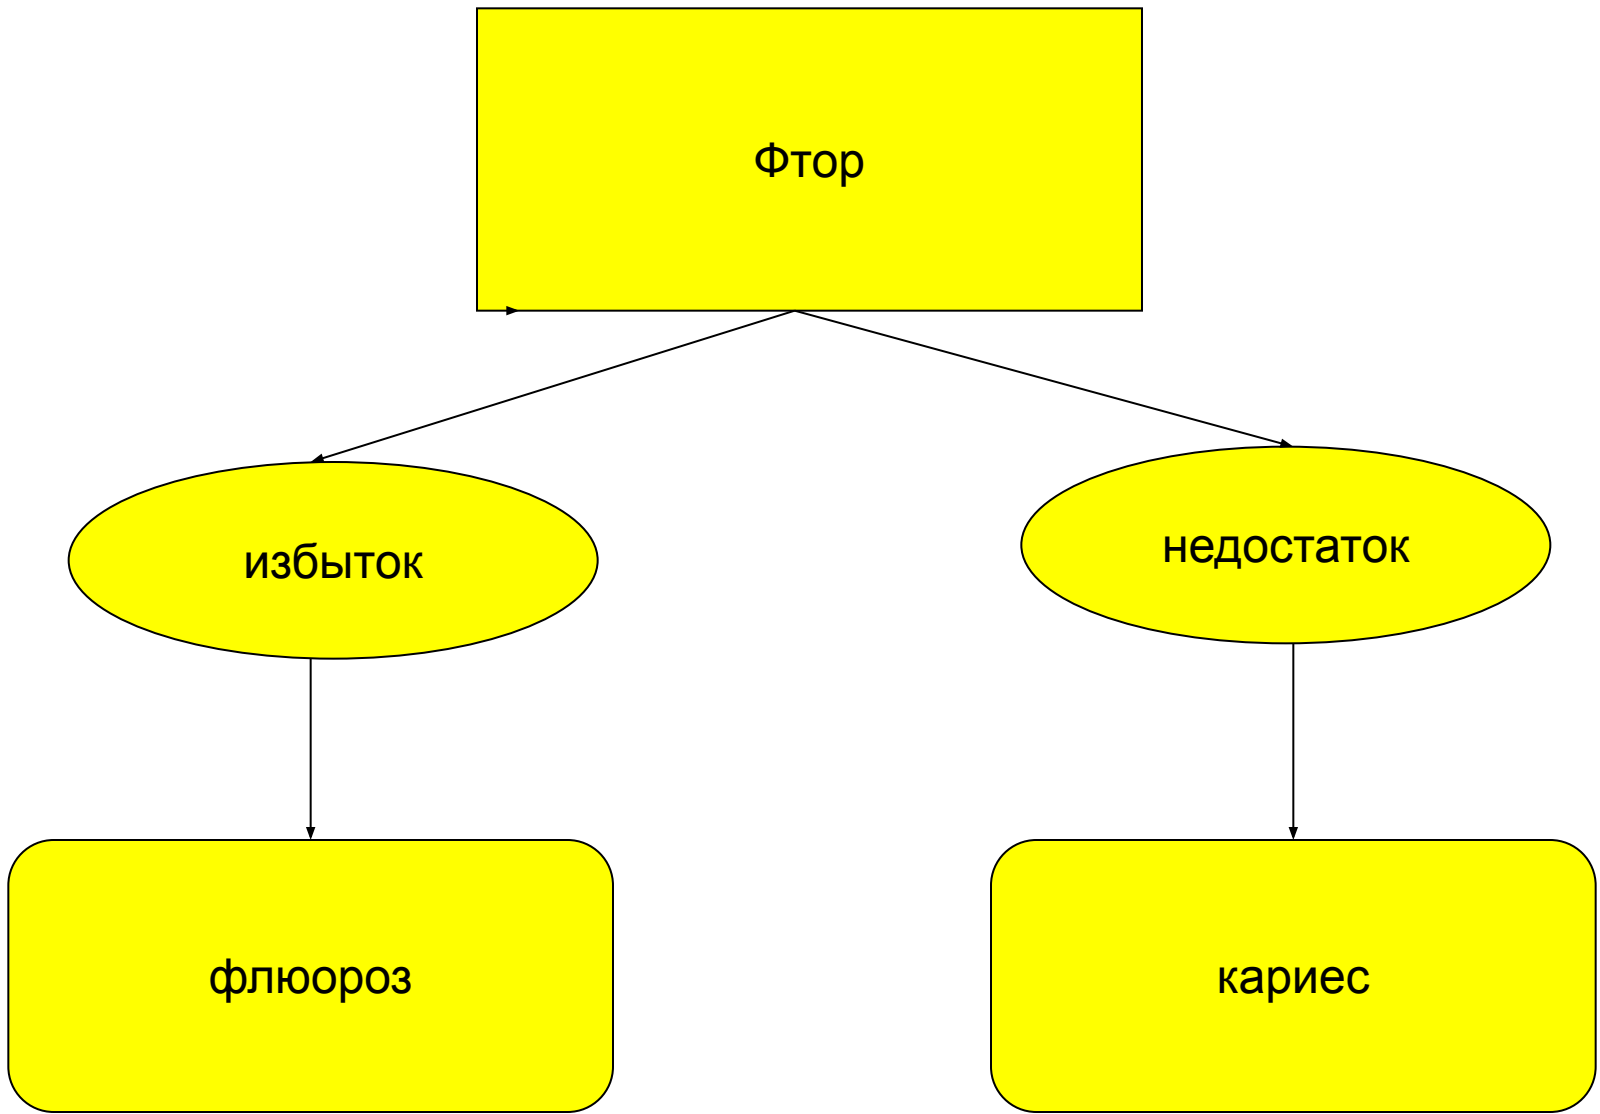 Фтор
избыток
недостаток
флюороз
кариес